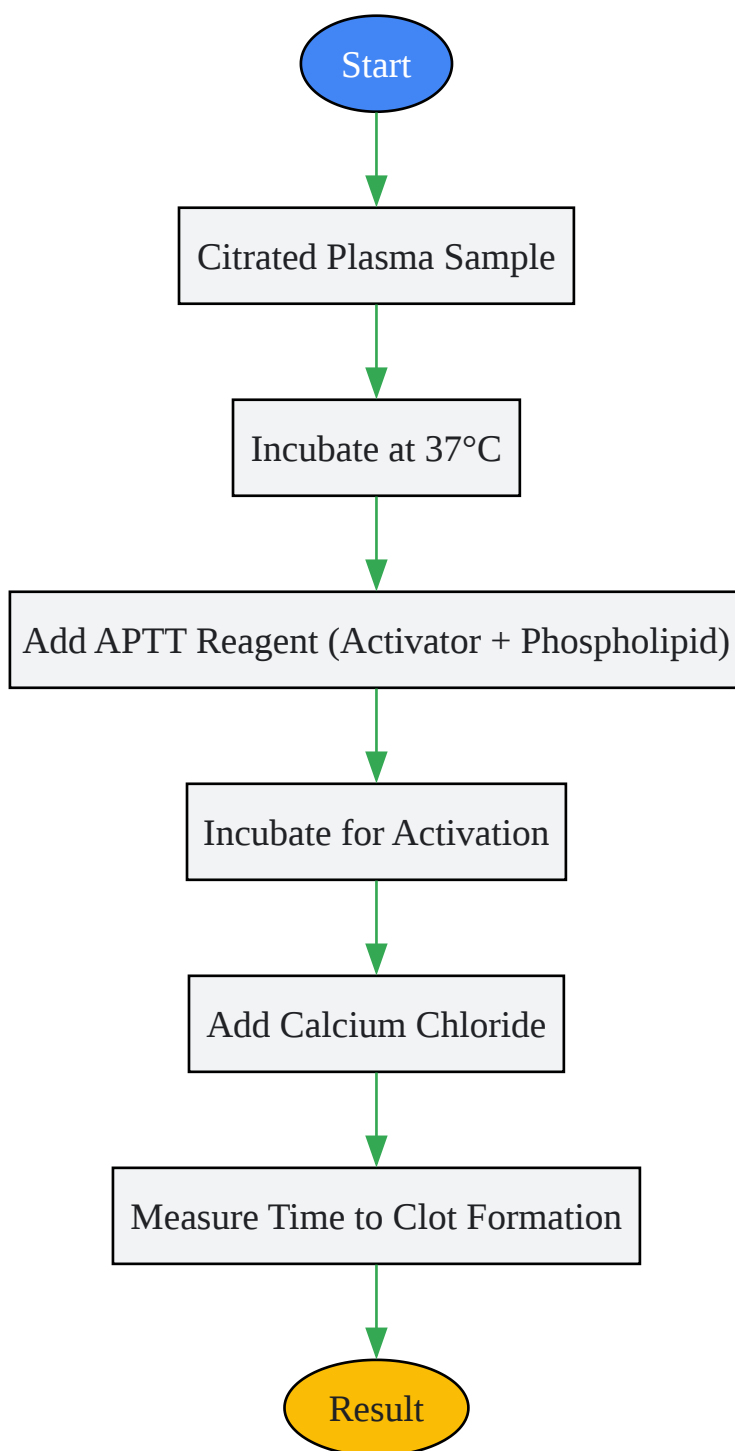 Start
Citrated Plasma Sample
Incubate at 37°C
Add APTT Reagent (Activator + Phospholipid)
Incubate for Activation
Add Calcium Chloride
Measure Time to Clot Formation
Result